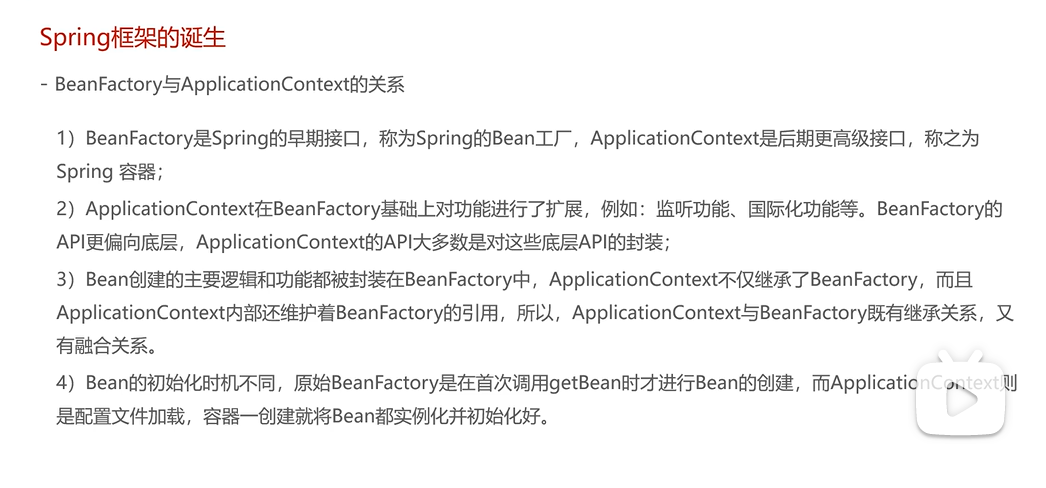 Spring框架的诞生
- BeanFactory与ApplicationContext的关系
1）BeanFactory是Spring的早期接口，称为Spring的Bean工厂，ApplicationContext是后期更高级接口，称之为
Spring 容器；
2）ApplicationContext在BeanFactory基础上对功能进行了扩展，例如：监听功能、国际化功能等。BeanFactory的
API更偏向底层，ApplicationContext的API大多数是对这些底层API的封装；
3）Bean创建的主要逻辑和功能都被封装在BeanFactory中，ApplicationContext不仅继承了BeanFactory，而且
ApplicationContext内部还维护着BeanFactory的引用，所以，ApplicationContext与BeanFactory既有继承关系，又
有融合关系。
4）Bean的初始化时机不同，原始BeanFactory是在首次调用getBean时才进行Bean的创建，而ApplicationContext则
是配置文件加载，容器一创建就将Bean都实例化并初始化好。